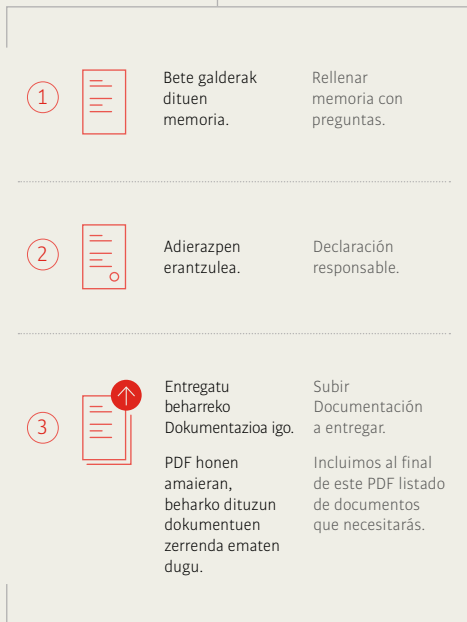 1
Bete galderak
dituen
memoria.
Rellenar
memoria con
preguntas.
2
Adierazpen
erantzulea.
Declaración
responsable.
3
Entregatu
beharreko
Dokumentazioa igo.
PDF honen
amaieran,
beharko dituzun
dokumentuen
zerrenda ematen
dugu.
Subir
Documentación
a entregar.
Incluimos al final
de este PDF listado
de documentos
que necesitarás.